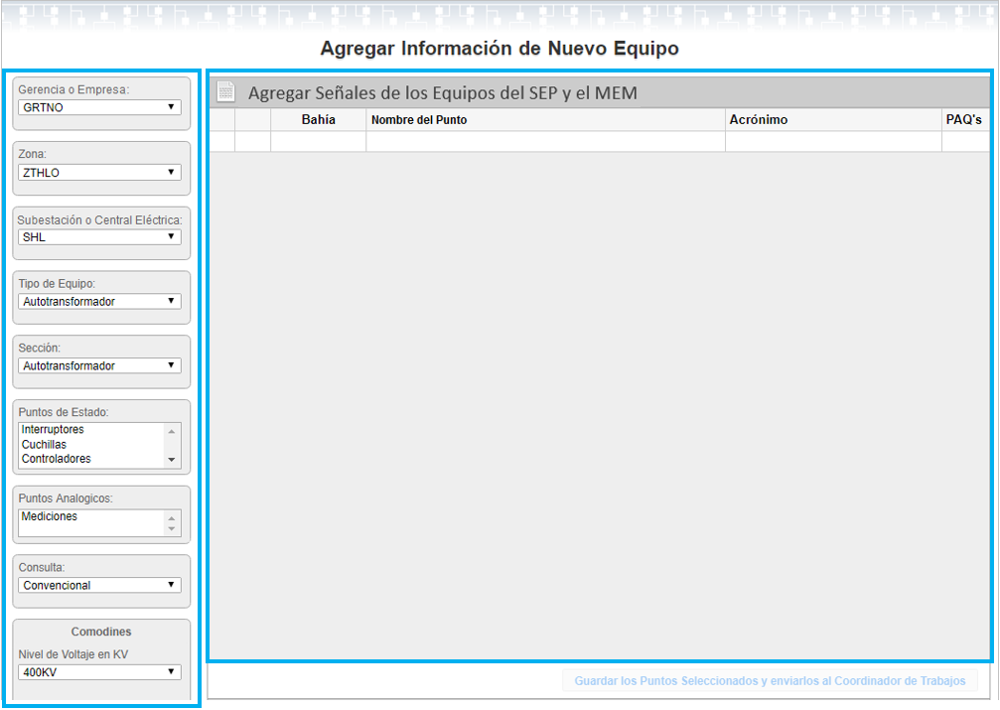 Agregar Información de Nuevo Equipo
Gerencia o Empresa:
GRTNO
Zona:
ZTHLO
Subestación o Central Eléctrica:
SHL
Tipo de Equipo:
Autotransformador
Sección:
Autotransformador
Puntos de Estado:
Interruptores
Cuchillas
Controladores
Puntos Analogicos:
Mediciones
Consulta:
Convencional
Comodines
Nivel de Voltaje en KV
400KV
Agregar Señales de los Equipos del SEP y el MEM
Bahía Nombre del Punto Acrónimo PAQ's
Guardar los Puntos Seleccionados y enviarlos al Coordinador de Trabajos